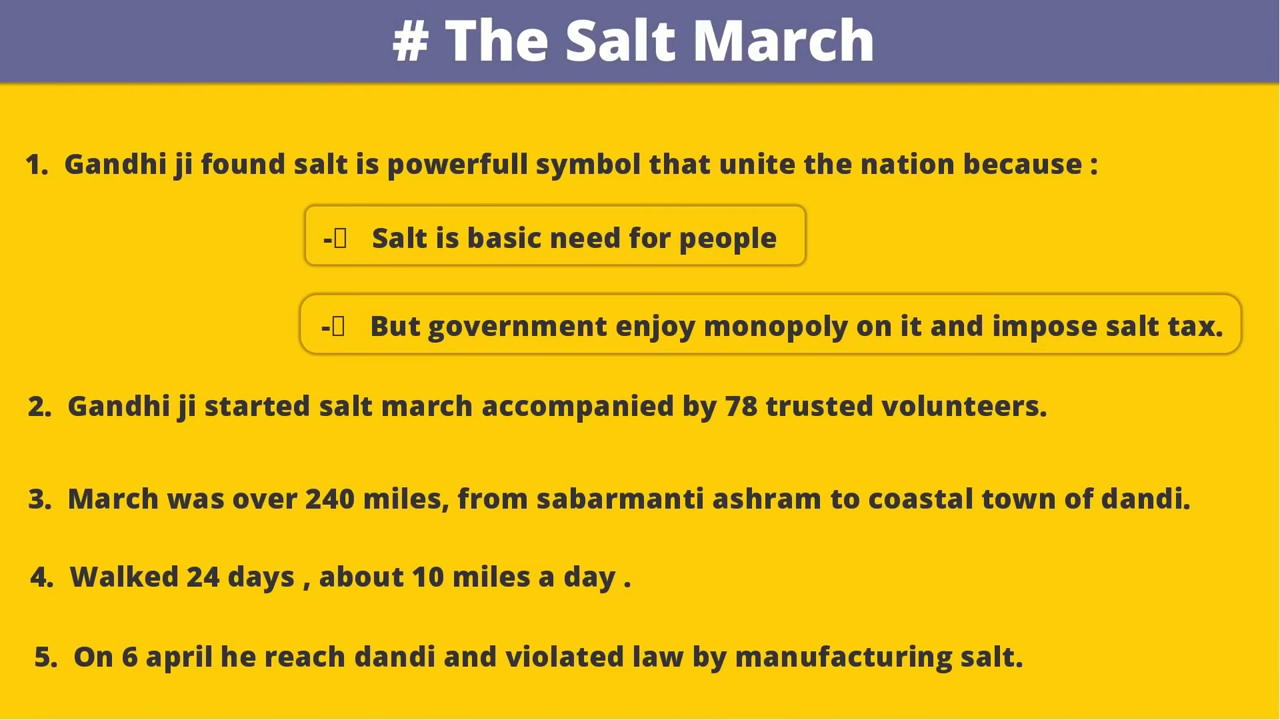 # The Salt March
1. Gandhi ji found salt is powerfull symbol that unite the nation because :
-▯ Salt is basic need for people
-▯ But government enjoy monopoly on it and impose salt tax.
2. Gandhi ji started salt march accompanied by 78 trusted volunteers.
3. March was over 240 miles, from sabarmanti ashram to coastal town of dandi.
4. Walked 24 days , about 10 miles a day .
5. On 6 april he reach dandi and violated law by manufacturing salt.